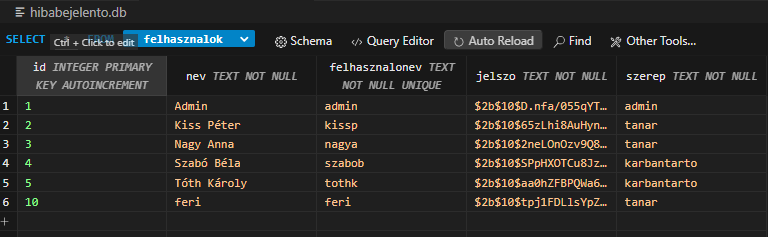 hibabejelento.db
SELECT * FROM felhasznalok Schema Query Editor Auto Reload Find Other Tools...
Ctrl + Click to edit
id INTEGER PRIMARY KEY AUTOINCREMENT nev TEXT NOT NULL felhasznalonev TEXT NOT NULL UNIQUE jelszo TEXT NOT NULL szerep TEXT NOT NULL
1 1 Admin admin $2b$10$D.nfa/055qYT… admin
2 2 Kiss Péter kissp $2b$10$65zLhi8AuHyn… tanar
3 3 Nagy Anna nagya $2b$10$2neLOnOzv9Q8… tanar
4 4 Szabó Béla szabob $2b$10$SPpHXOTCu8Jz… karbantarto
5 5 Tóth Károly tothk $2b$10$aa0hZFBPQWa6… karbantarto
6 10 feri feri $2b$10$tpj1FDLlsYpZ… tanar
+